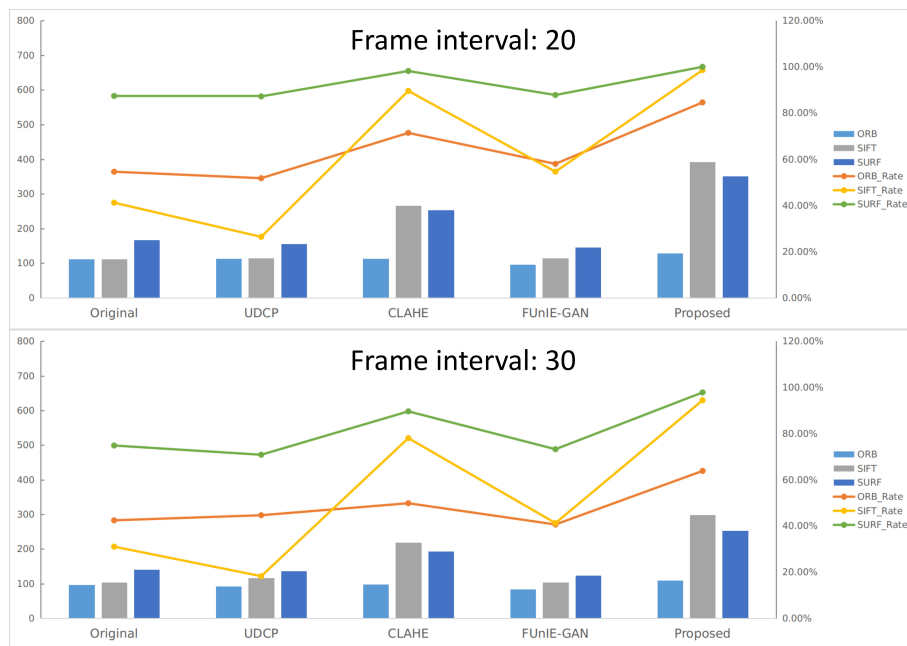 Frame interval: 20
800
700
600
500
400
300
200
100
0
120.00%
100.00%
80.00%
60.00%
40.00%
20.00%
0.00%
ORB
SIFT
SURF
ORB_Rate
SIFT_Rate
SURF_Rate
Original
UDCP
CLAHE
FUnIE-GAN
Proposed
Frame interval: 30
800
700
600
500
400
300
200
100
0
120.00%
100.00%
80.00%
60.00%
40.00%
20.00%
0.00%
ORB
SIFT
SURF
ORB_Rate
SIFT_Rate
SURF_Rate
Original
UDCP
CLAHE
FUnIE-GAN
Proposed